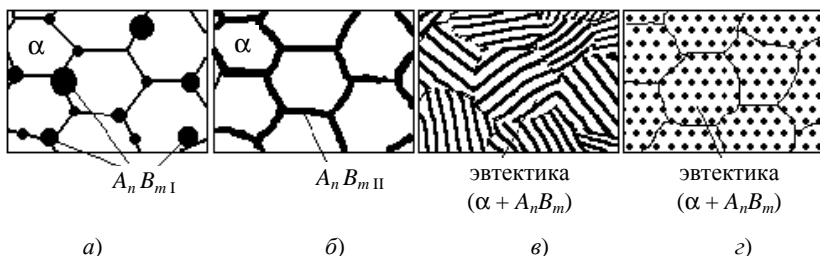 α
α
AₙBₘ I
AₙBₘ II
эвтектика
(α + AₙBₘ)
эвтектика
(α + AₙBₘ)
а)
б)
в)
г)